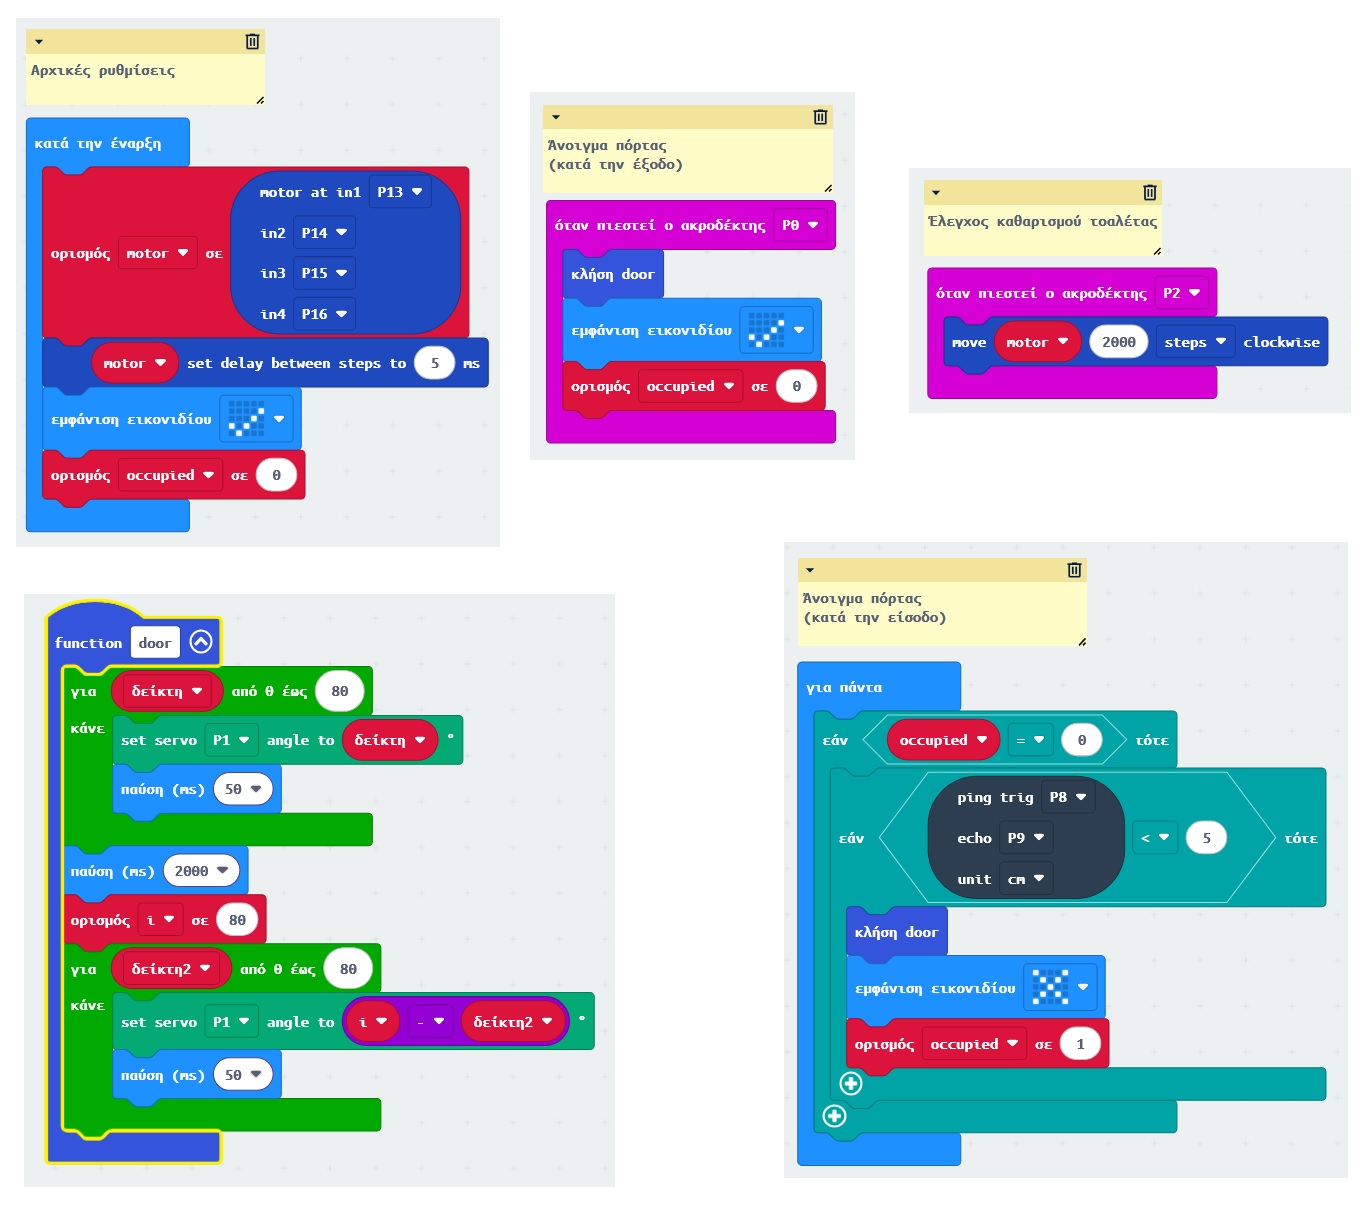 Αρχικές ρυθμίσεις
κατά την έναρξη
motor at in1 P13
in2 P14
ορισμός motor σε
in3 P15
in4 P16
motor set delay between steps to 5 ms
εμφάνιση εικονιδίου
ορισμός occupied σε 0
Άνοιγμα πόρτας
(κατά την έξοδο)
όταν πιεστεί ο ακροδέκτης P0
κλήση door
εμφάνιση εικονιδίου
ορισμός occupied σε 0
Έλεγχος καθαρισμού τοαλέτας
όταν πιεστεί ο ακροδέκτης P2
move motor 2000 steps clockwise
function door
για δείκτη από 0 έως 80
κάνε
set servo P1 angle to δείκτη °
παύση (ms) 50
παύση (ms) 2000
ορισμός i σε 80
για δείκτη2 από 0 έως 80
κάνε
set servo P1 angle to i - δείκτη2 °
παύση (ms) 50
Άνοιγμα πόρτας
(κατά την είσοδο)
για πάντα
εάν occupied = 0 τότε
ping trig P8
εάν echo P9 < 5 τότε
unit cm
κλήση door
εμφάνιση εικονιδίου
ορισμός occupied σε 1